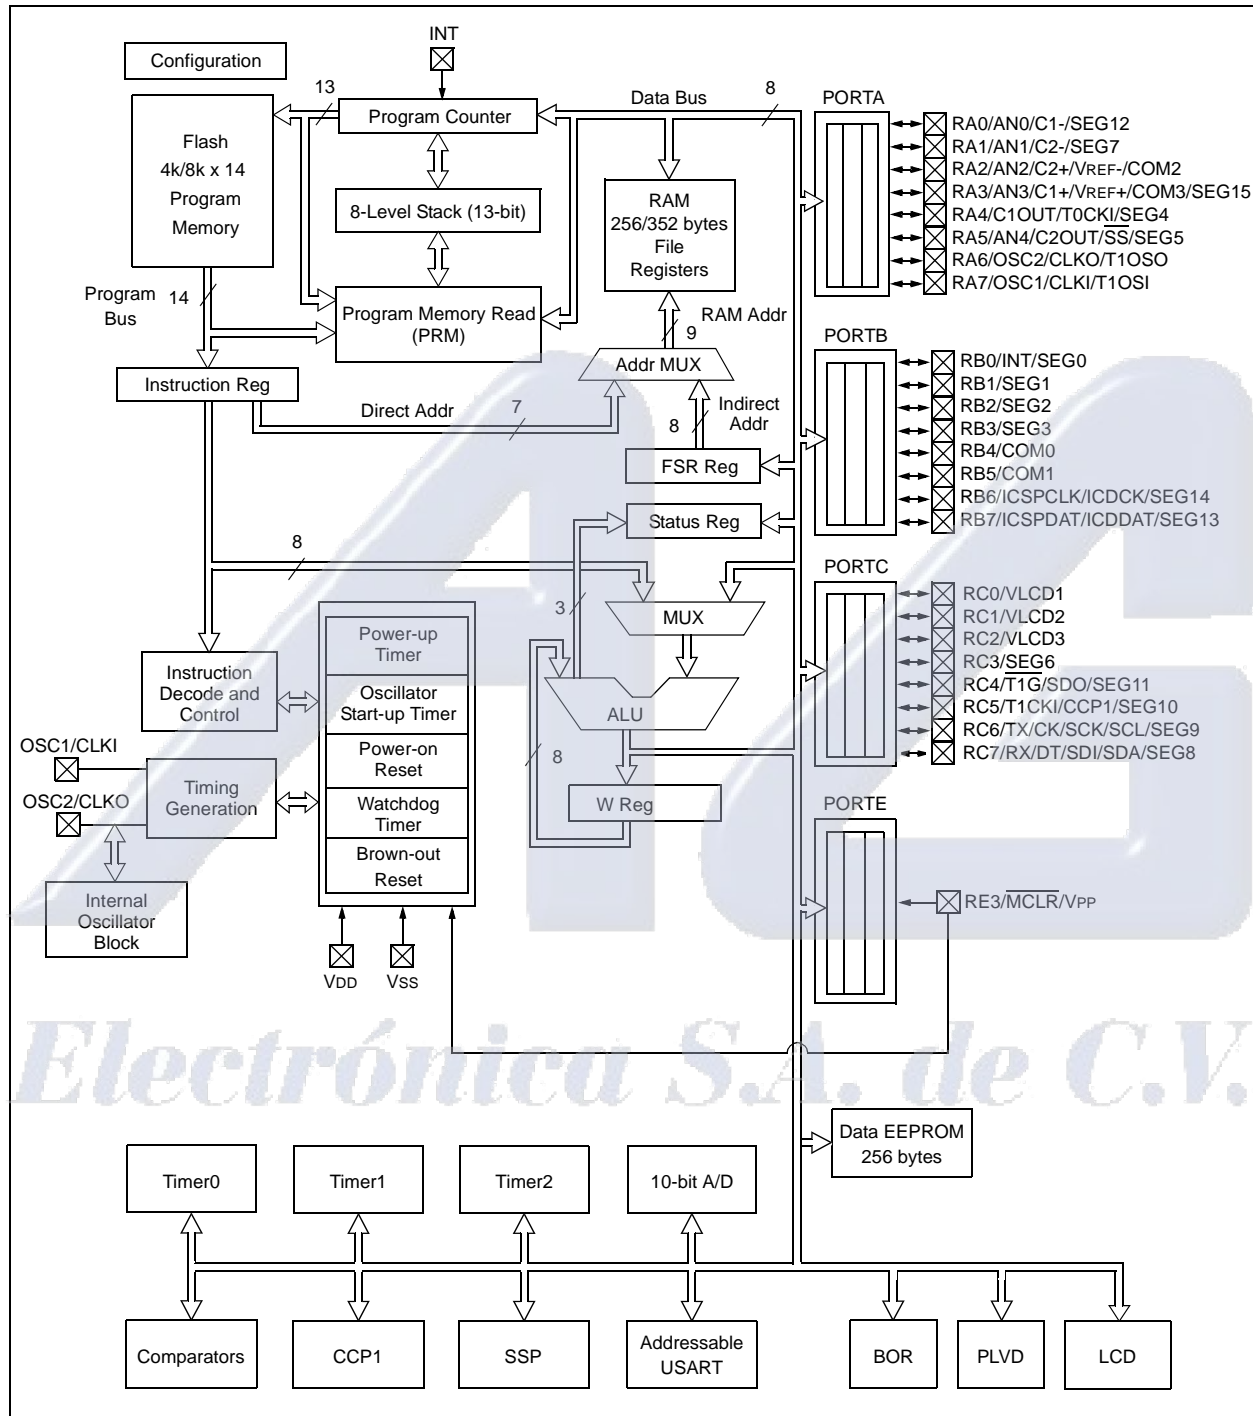 INT
Configuration
13
Data Bus
8
PORTA
Program Counter
Flash
4k/8k x 14
Program
Memory
RA0/AN0/C1-/SEG12
RA1/AN1/C2-/SEG7
RA2/AN2/C2+/VREF-/COM2
RA3/AN3/C1+/VREF+/COM3/SEG15
RA4/C1OUT/T0CKI/SEG4
RA5/AN4/C2OUT/SS/SEG5
RA6/OSC2/CLKO/T1OSO
RA7/OSC1/CLKI/T1OSI
8-Level Stack (13-bit)
RAM
256/352 bytes
File
Registers
Program
Bus
14
Program Memory Read
(PRM)
RAM Addr
9
PORTB
Addr MUX
RB0/INT/SEG0
RB1/SEG1
RB2/SEG2
RB3/SEG3
RB4/COM0
RB5/COM1
RB6/ICSPCLK/ICDCK/SEG14
RB7/ICSPDAT/ICDDAT/SEG13
Instruction Reg
Direct Addr
7
8
Indirect
Addr
FSR Reg
Status Reg
8
PORTC
3
MUX
RC0/VLCD1
RC1/VLCD2
RC2/VLCD3
RC3/SEG6
RC4/T1G/SDO/SEG11
RC5/T1CKI/CCP1/SEG10
RC6/TX/CK/SCK/SCL/SEG9
RC7/RX/DT/SDI/SDA/SEG8
Power-up
Timer
Instruction
Decode and
Control
Oscillator
Start-up Timer
ALU
OSC1/CLKI
Power-on
Reset
8
Timing
Generation
OSC2/CLKO
Watchdog
Timer
W Reg
PORTE
Brown-out
Reset
Internal
Oscillator
Block
RE3/MCLR/VPP
VDD
VSS
AG
Electrónica S.A. de C.V.
Data EEPROM
256 bytes
Timer0
Timer1
Timer2
10-bit A/D
Comparators
CCP1
SSP
Addressable
USART
BOR
PLVD
LCD